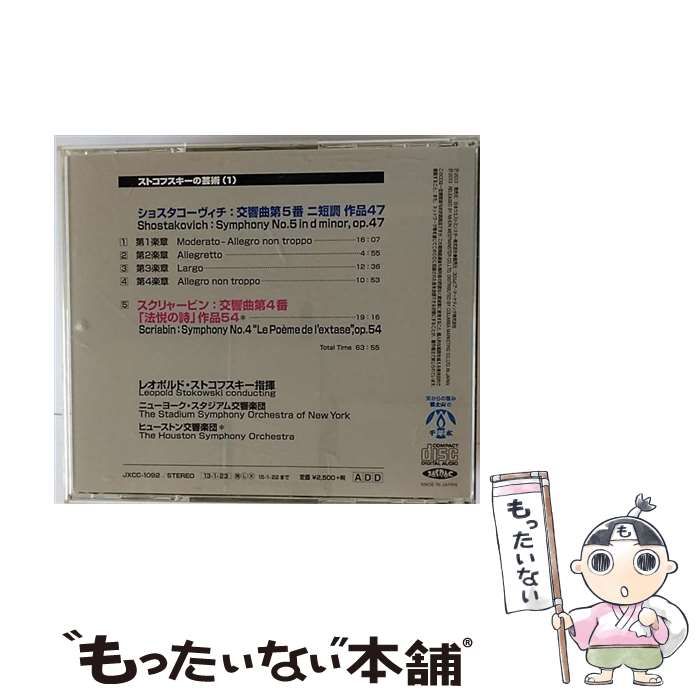 ストコフスキーの芸術(1)
ショスタコーヴィチ:交響曲第5番 ニ短調 作品47
Shostakovich:Symphony No.5 in d minor, op.47
1 第1楽章 Moderato-Allegro non troppo 16:07
2 第2楽章 Allegretto 4:55
3 第3楽章 Largo 12:36
4 第4楽章 Allegro non troppo 10:53
5 スクリャービン:交響曲第4番
「法悦の詩」作品54* 19:16
Scriabin:Symphony No.4 "Le Poème de l'extase", op.54
Total Time 63:55
レオポルド・ストコフスキー指揮
Leopold Stokowski conducting
ニューヨーク・スタジアム交響楽団
The Stadium Symphony Orchestra of New York
ヒューストン交響楽団*
The Houston Symphony Orchestra
JXCC-1092 STEREO 13・1・23 15・1・22まで 定価 ¥2,500+税 ADD
COMPACT
disc
DIGITAL AUDIO
MADE IN JAPAN
もったいない
"もったいない本舗®